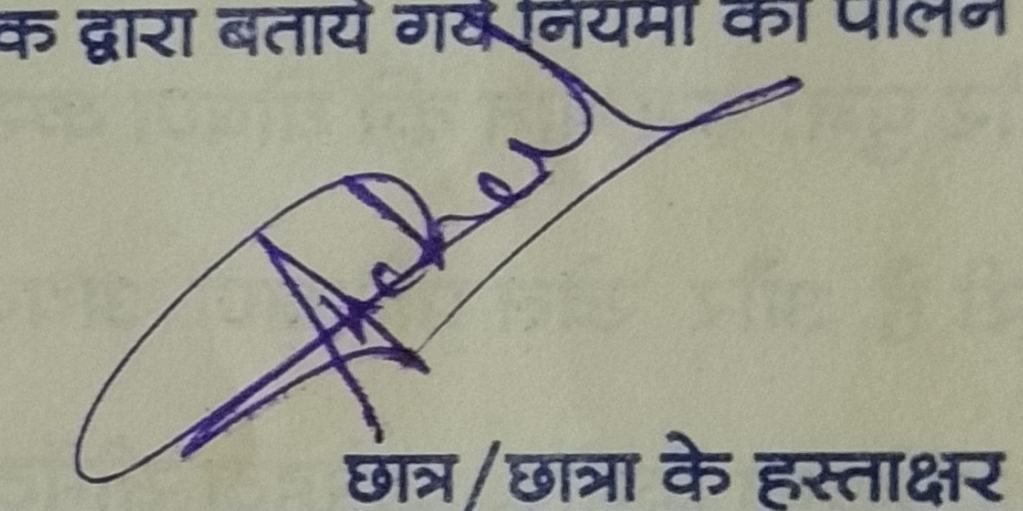 क द्वारा बताये गये नियमों का पालन
छात्र/छात्रा के हस्ताक्षर